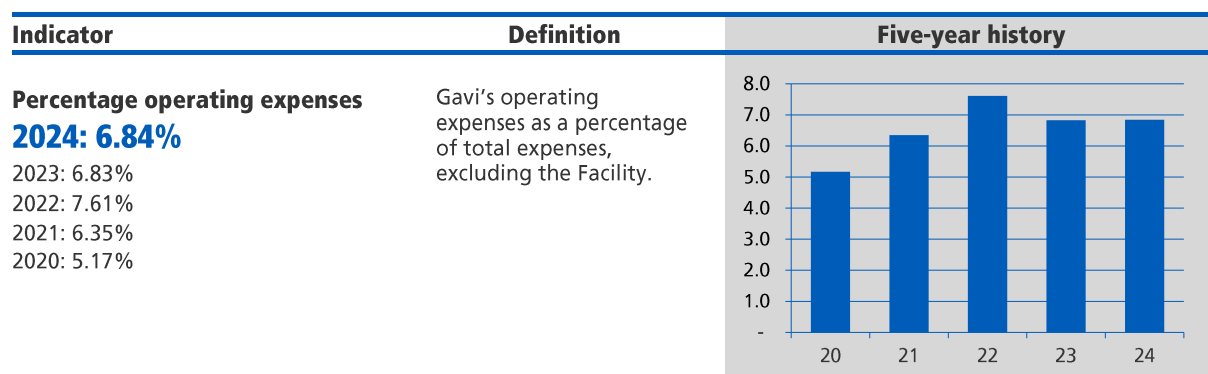 Indicator
Definition
Five-year history
Percentage operating expenses
2024: 6.84%
2023: 6.83%
2022: 7.61%
2021: 6.35%
2020: 5.17%
Gavi’s operating
expenses as a percentage
of total expenses,
excluding the Facility.
8.0
7.0
6.0
5.0
4.0
3.0
2.0
1.0
-
20 21 22 23 24